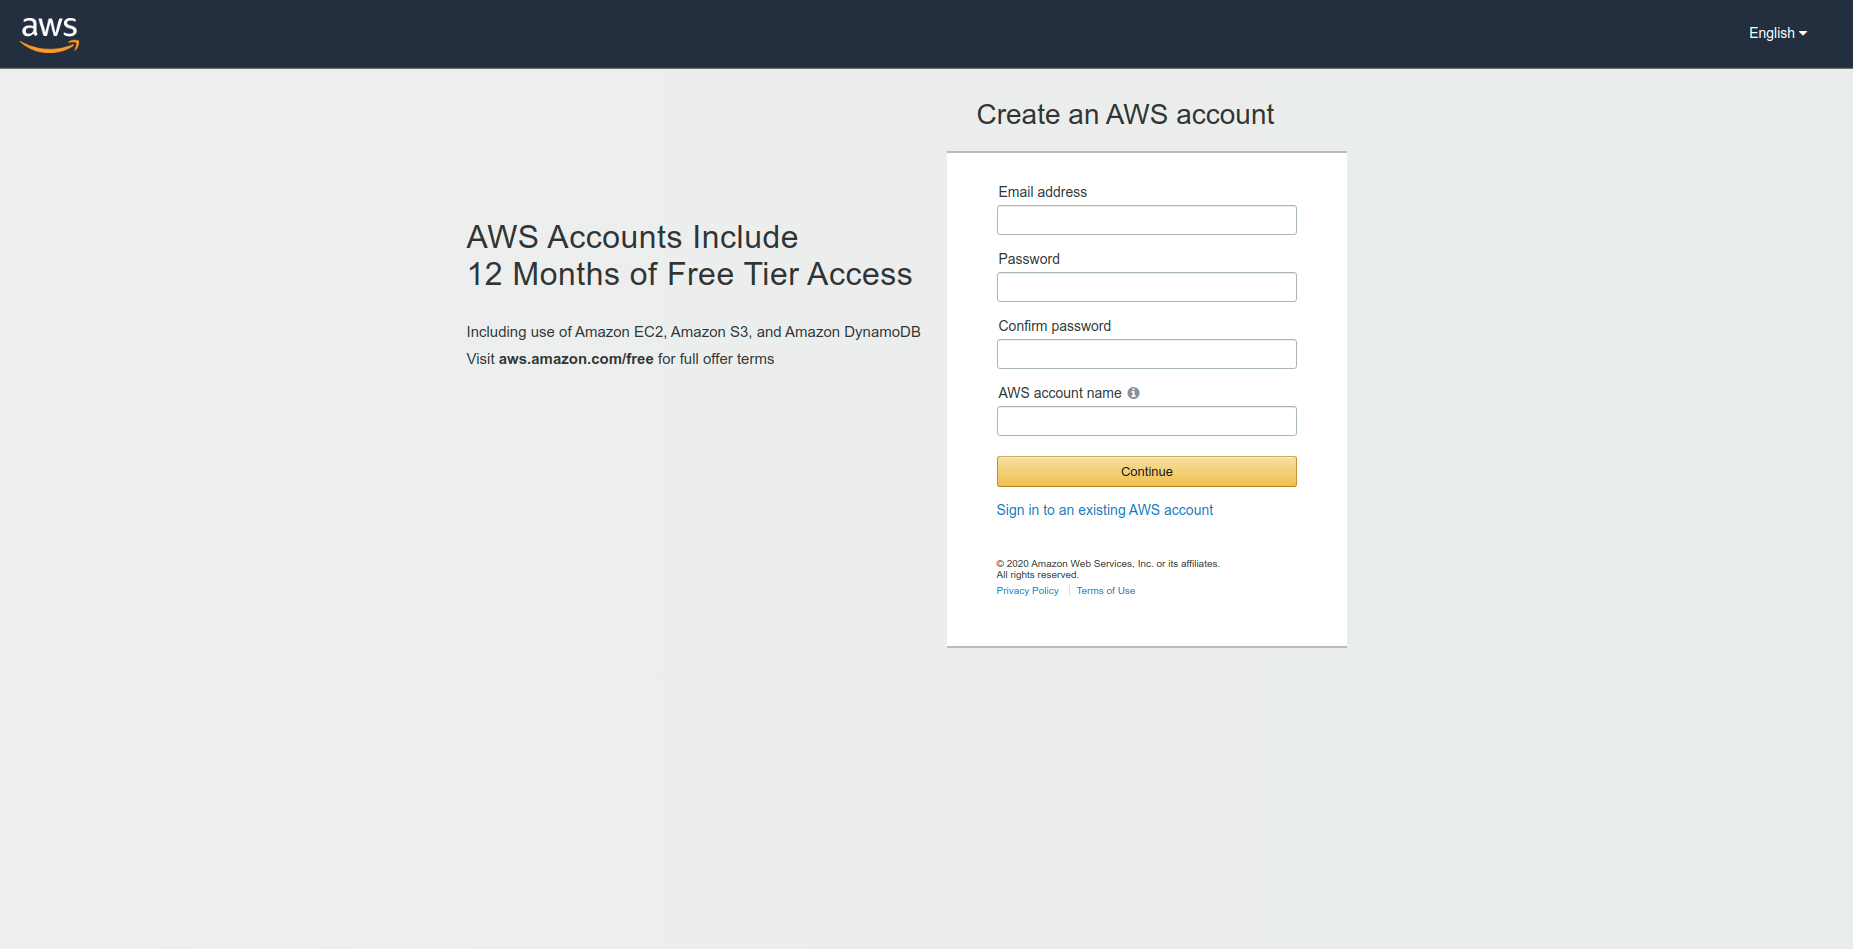 aws
English
Create an AWS account
AWS Accounts Include
12 Months of Free Tier Access
Including use of Amazon EC2, Amazon S3, and Amazon DynamoDB
Visit aws.amazon.com/free for full offer terms
Email address
Password
Confirm password
AWS account name
Continue
Sign in to an existing AWS account
© 2020 Amazon Web Services, Inc. or its affiliates.
All rights reserved.
Privacy Policy | Terms of Use